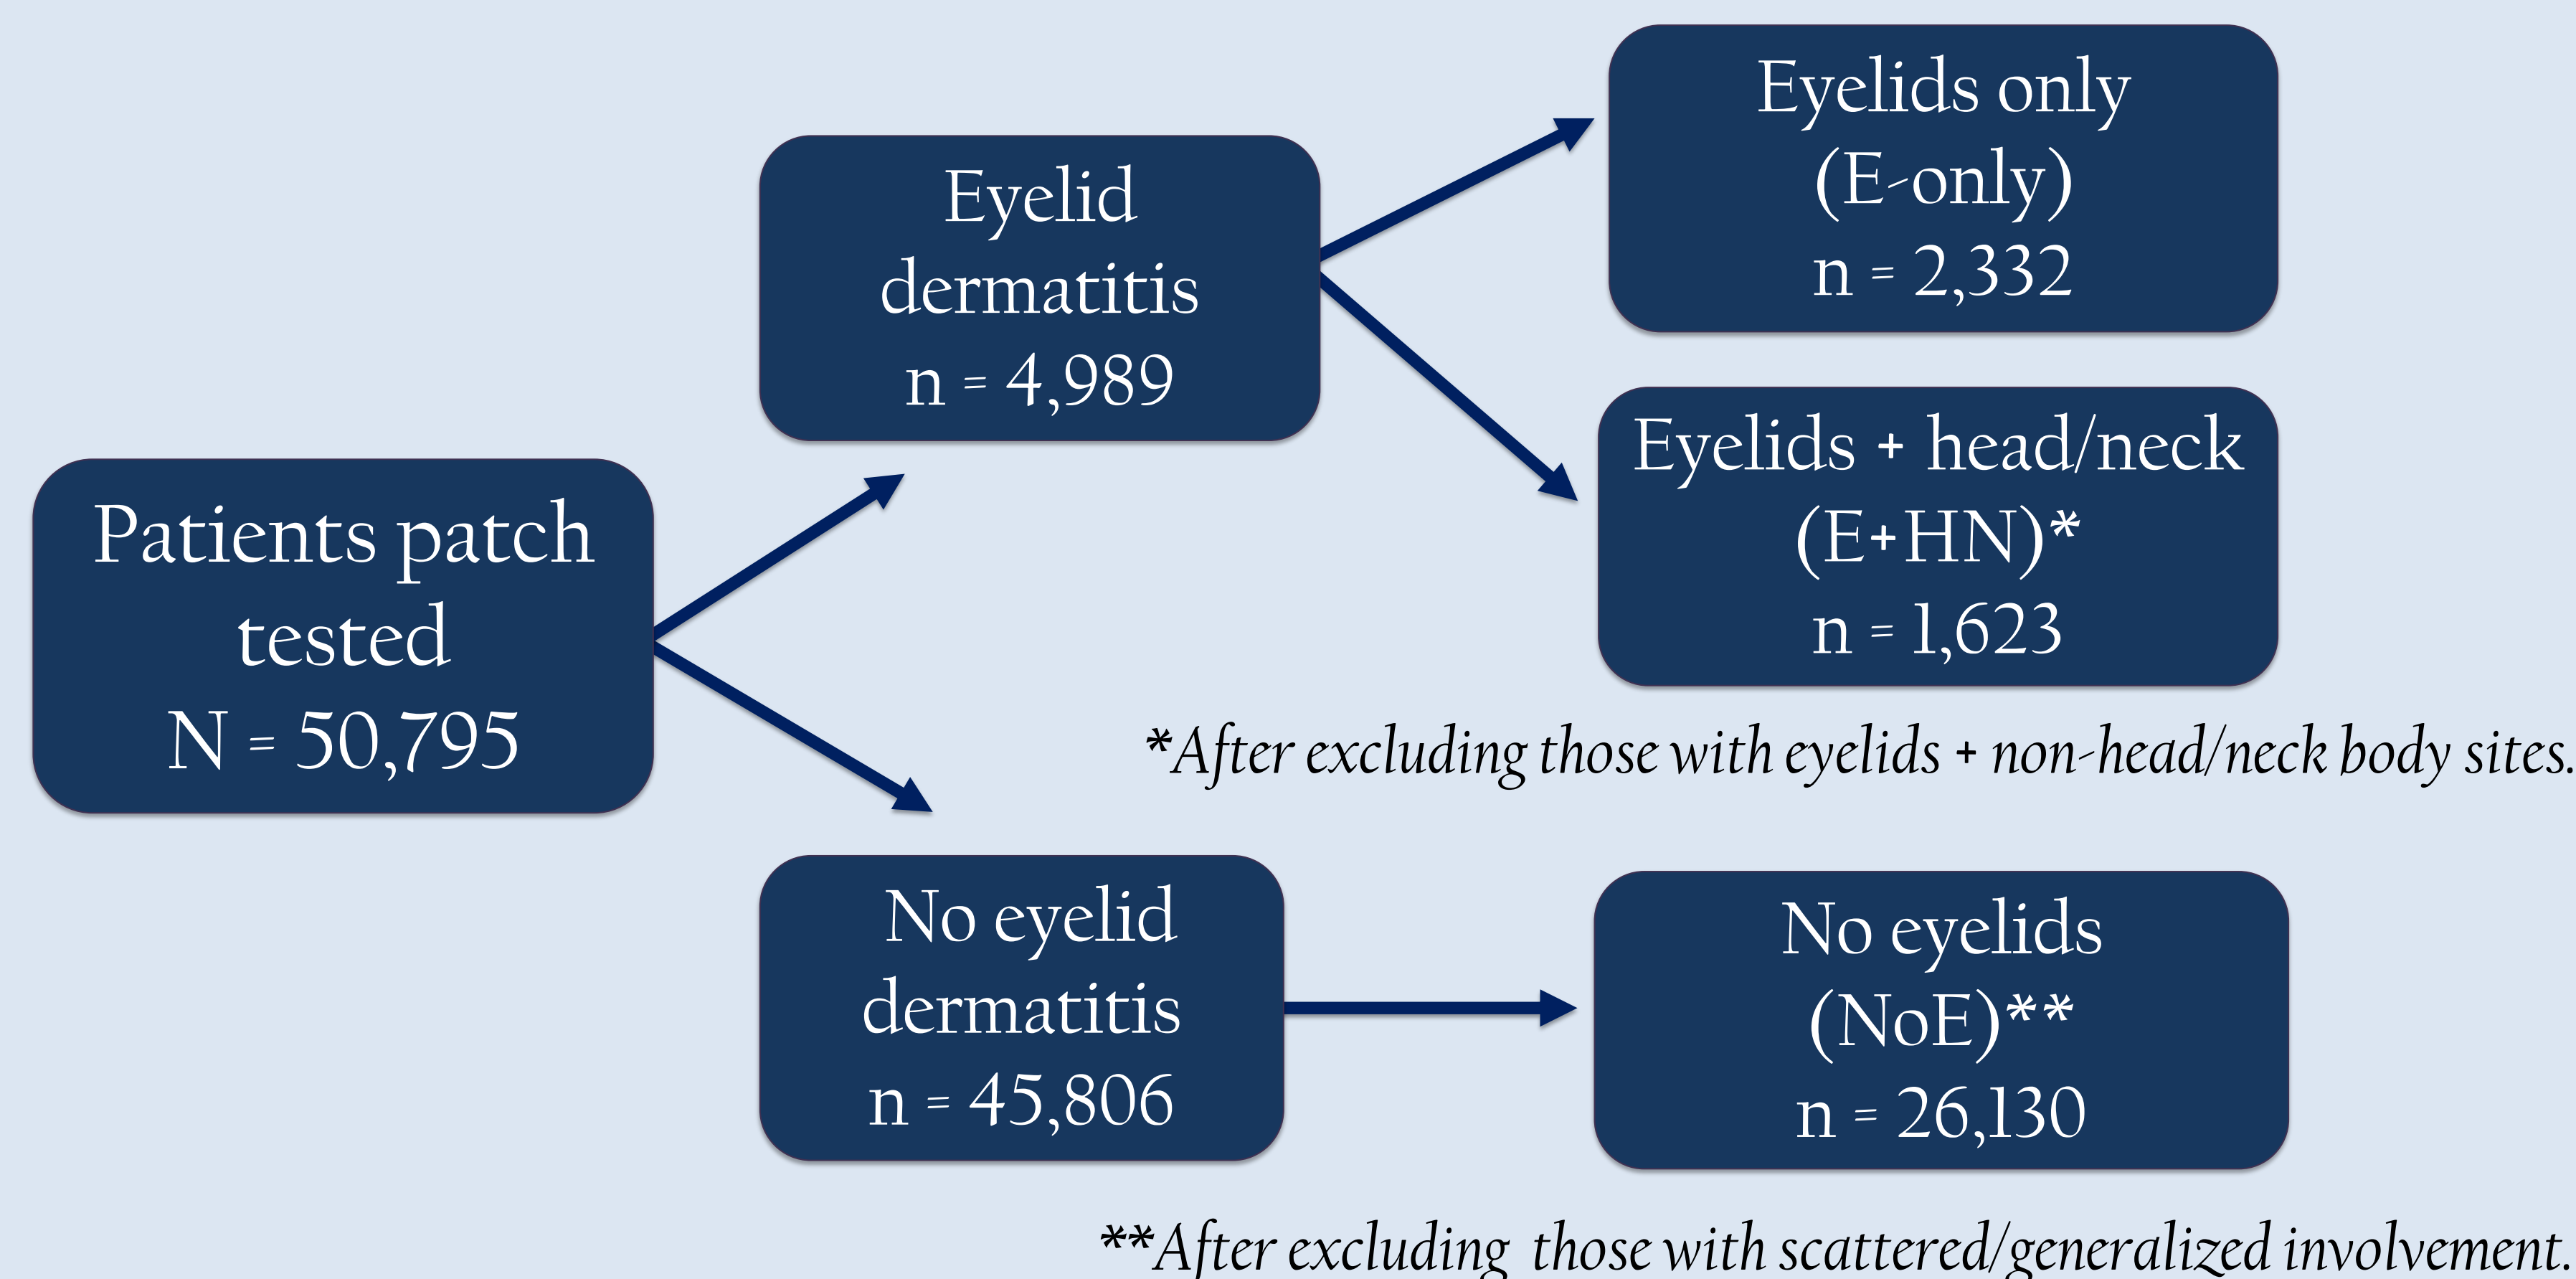 Patients patch
tested
N = 50,795
Eyelid
dermatitis
n = 4,989
Eyelids only
(E-only)
n = 2,332
Eyelids + head/neck
(E+HN)*
n = 1,623
*After excluding those with eyelids + non-head/neck body sites.
No eyelid
dermatitis
n = 45,806
No eyelids
(NoE)**
n = 26,130
**After excluding those with scattered/generalized involvement.